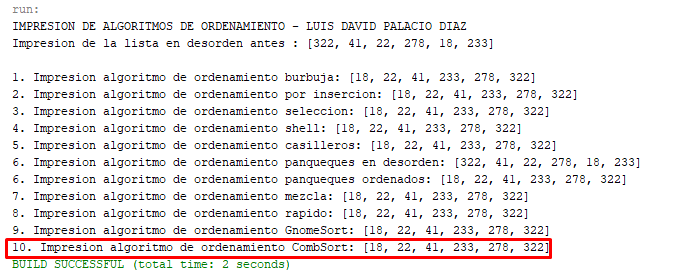 run:
IMPRESION DE ALGORITMOS DE ORDENAMIENTO - LUIS DAVID PALACIO DIAZ
Impresion de la lista en desorden antes : [322, 41, 22, 278, 18, 233]
1. Impresion algoritmo de ordenamiento burbuja: [18, 22, 41, 233, 278, 322]
2. Impresion algoritmo de ordenamiento por insercion: [18, 22, 41, 233, 278, 322]
3. Impresion algoritmo de ordenamiento seleccion: [18, 22, 41, 233, 278, 322]
4. Impresion algoritmo de ordenamiento shell: [18, 22, 41, 233, 278, 322]
5. Impresion algoritmo de ordenamiento casilleros: [18, 22, 41, 233, 278, 322]
6. Impresion algoritmo de ordenamiento panqueques en desorden: [322, 41, 22, 278, 18, 233]
6. Impresion algoritmo de ordenamiento panqueques ordenados: [18, 22, 41, 233, 278, 322]
7. Impresion algoritmo de ordenamiento mezcla: [18, 22, 41, 233, 278, 322]
8. Impresion algoritmo de ordenamiento rapido: [18, 22, 41, 233, 278, 322]
9. Impresion algoritmo de ordenamiento GnomeSort: [18, 22, 41, 233, 278, 322]
10. Impresion algoritmo de ordenamiento CombSort: [18, 22, 41, 233, 278, 322]
BUILD SUCCESSFUL (total time: 2 seconds)